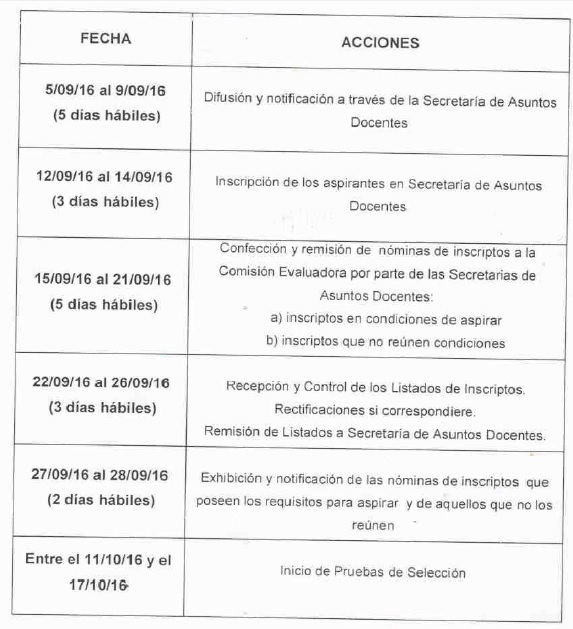 FECHA
ACCIONES
5/09/16 al 9/09/16
(5 días hábiles)
Difusión y notificación a través de la Secretaría de Asuntos
Docentes
12/09/16 al 14/09/16
(3 días hábiles)
Inscripción de los aspirantes en Secretaría de Asuntos
Docentes
15/09/16 al 21/09/16
(5 días hábiles)
Confección y remisión de nóminas de inscriptos a la
Comisión Evaluadora por parte de las Secretarias de
Asuntos Docentes:
a) inscriptos en condiciones de aspirar
b) inscriptos que no reúnen condiciones
22/09/16 al 26/09/16
(3 días hábiles)
Recepción y Control de los Listados de Inscriptos.
Rectificaciones si correspondiere.
Remisión de Listados a Secretaría de Asuntos Docentes.
27/09/16 al 28/09/16
(2 días hábiles)
Exhibición y notificación de las nóminas de inscriptos que
poseen los requisitos para aspirar y de aquellos que no los
reúnen
Entre el 11/10/16 y el
17/10/16
Inicio de Pruebas de Selección